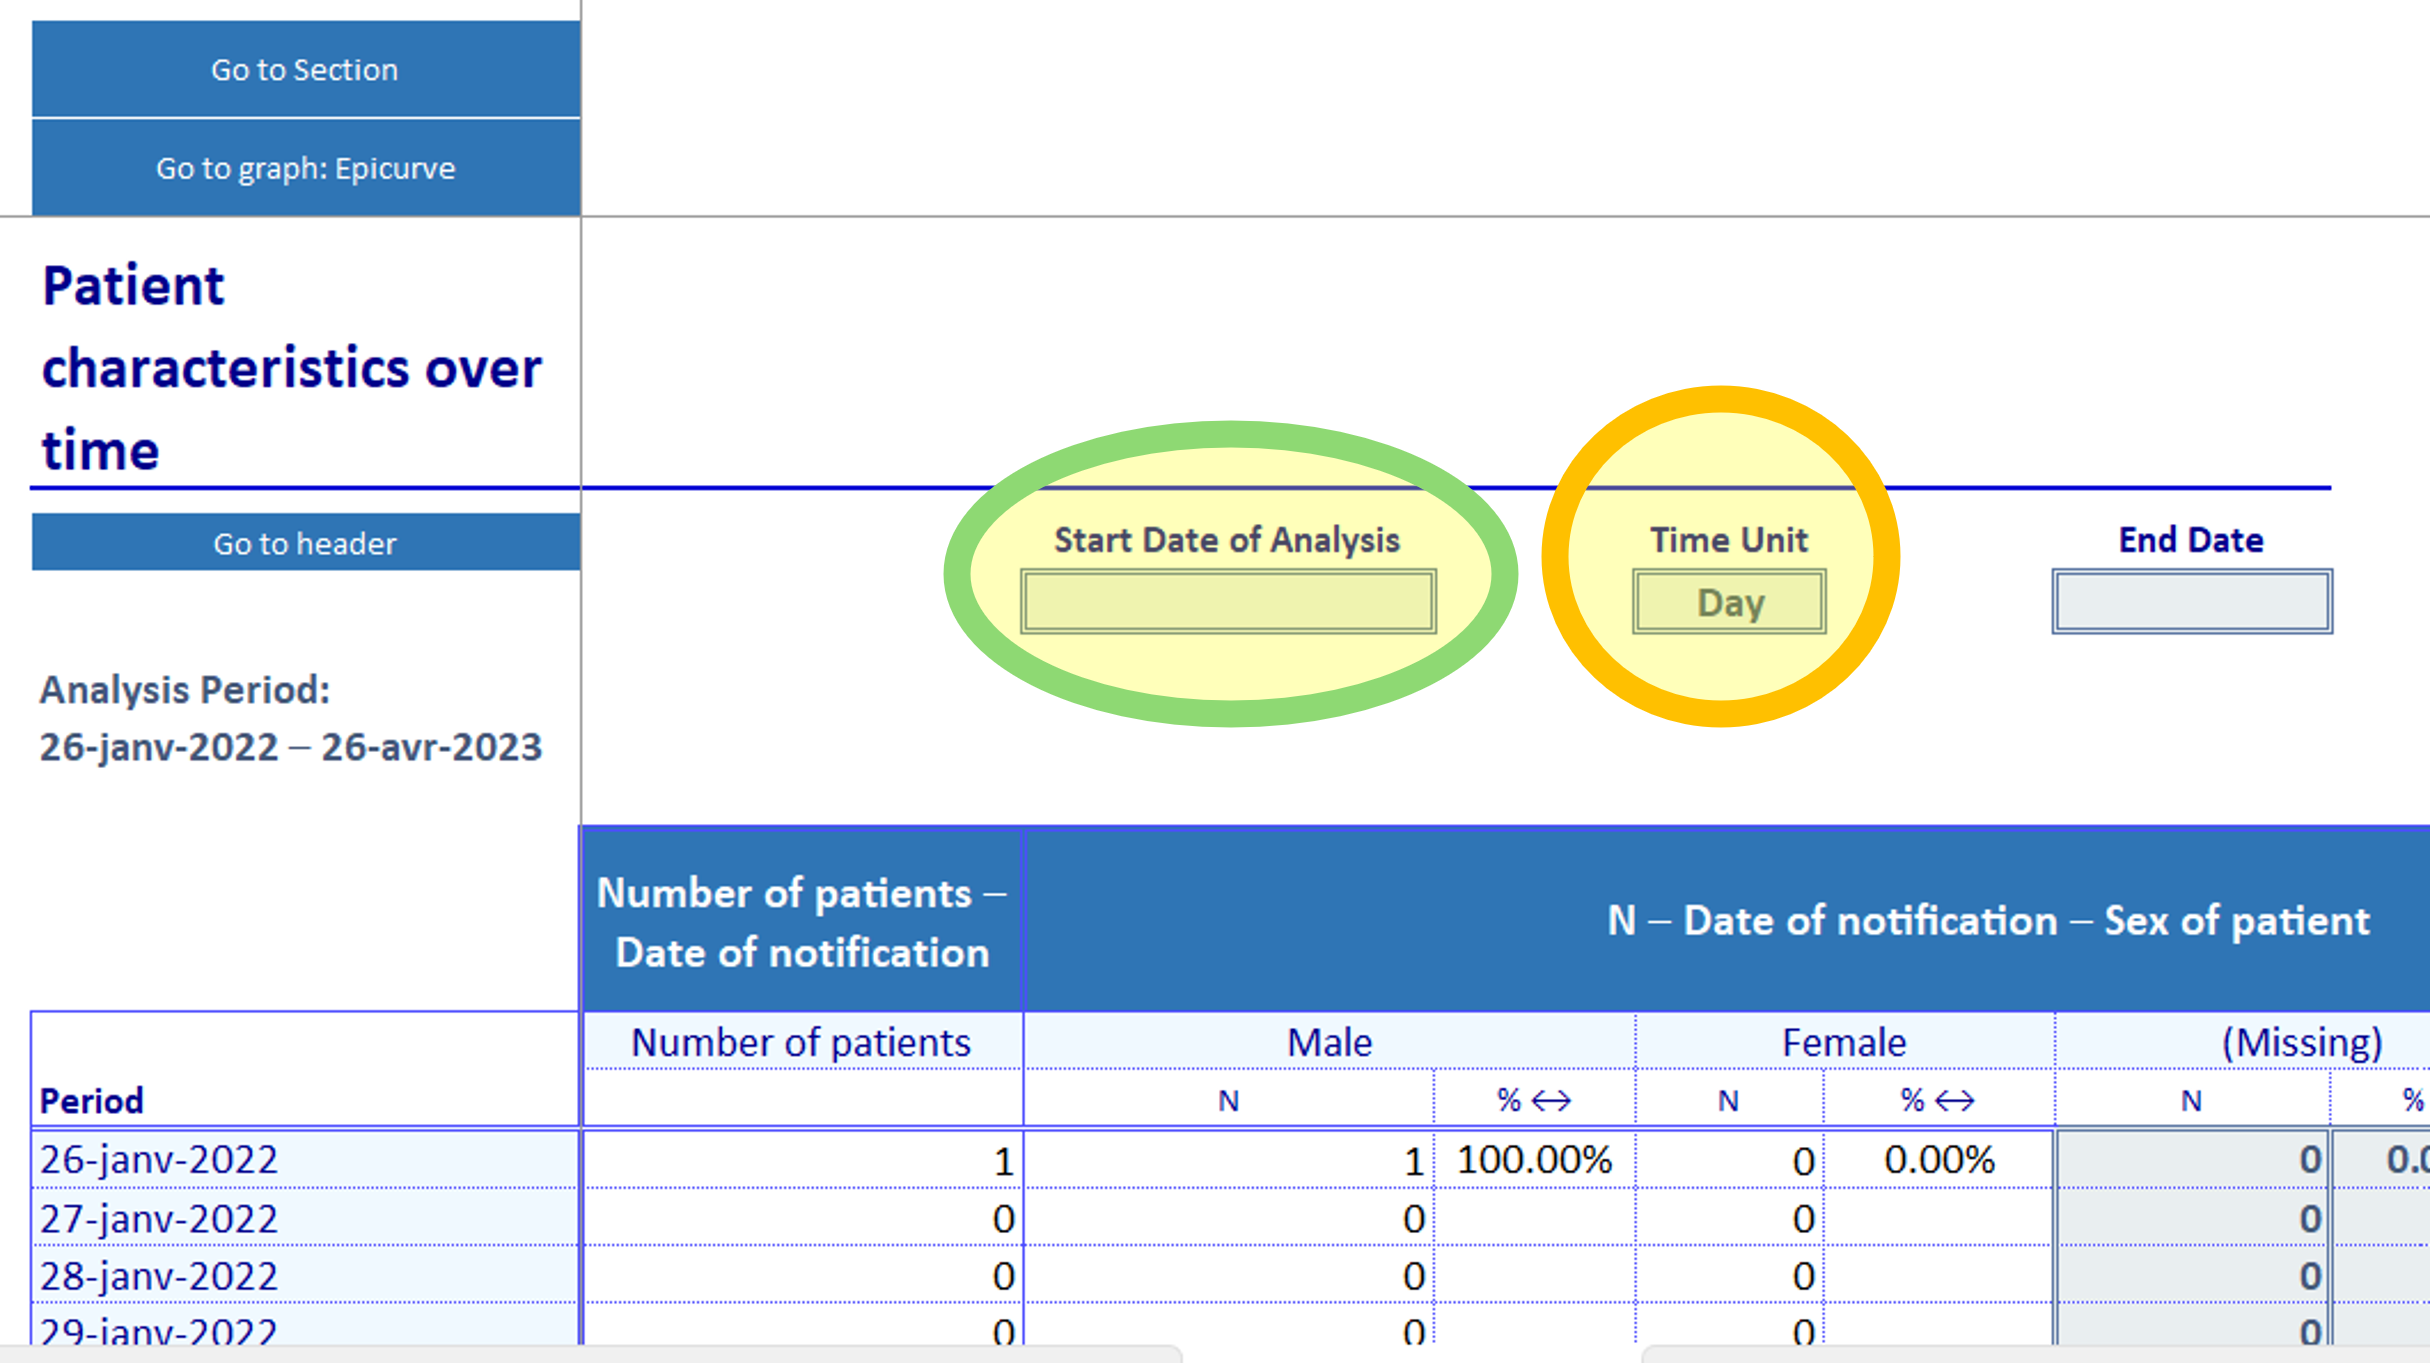 Go to Section
Go to graph: Epicurve
Patient
characteristics over
time
Go to header
Start Date of Analysis
Time Unit
End Date
Day
Analysis Period:
26-janv-2022 – 26-avr-2023
Number of patients –
Date of notification
N – Date of notification – Sex of patient
Number of patients
Male
Female
(Missing)
Period
N
% ↔
N
% ↔
N
%
26-janv-2022 1 1 100.00% 0 0.00% 0
27-janv-2022 0 0 0 0
28-janv-2022 0 0 0 0
29-janv-2022 0 0 0 0